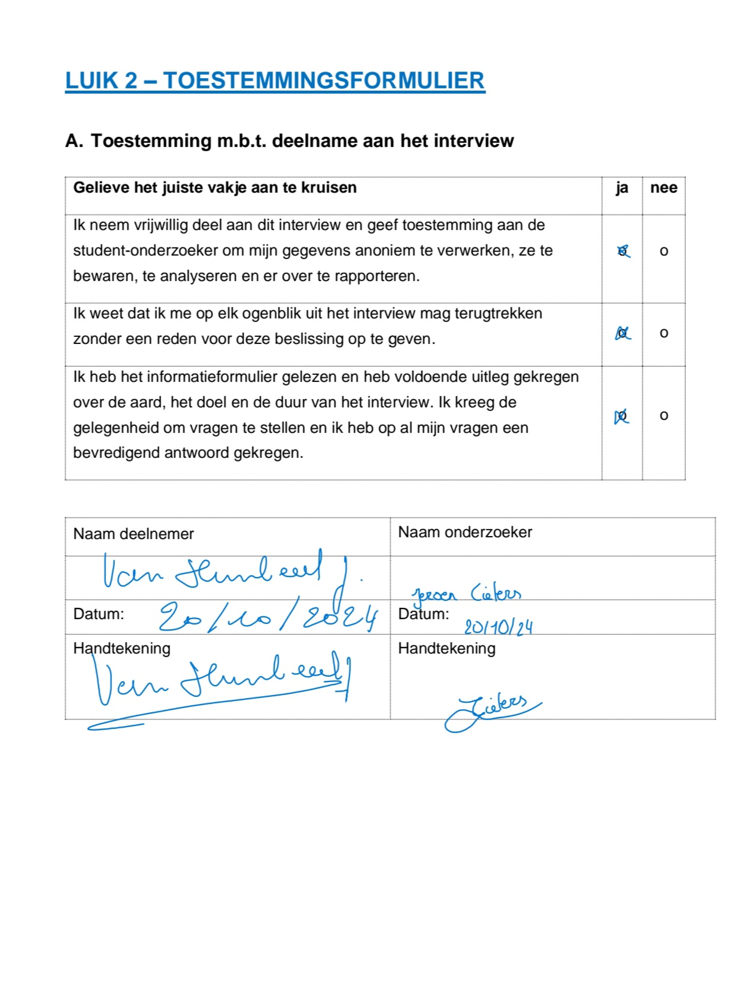 LUIK 2 – TOESTEMMINGSFORMULIER
A. Toestemming m.b.t. deelname aan het interview
Gelieve het juiste vakje aan te kruisen ja nee
Ik neem vrijwillig deel aan dit interview en geef toestemming aan de
student-onderzoeker om mijn gegevens anoniem te verwerken, ze te o o
bewaren, te analyseren en er over te rapporteren.
Ik weet dat ik me op elk ogenblik uit het interview mag terugtrekken
zonder een reden voor deze beslissing op te geven. o o
Ik heb het informatieformulier gelezen en heb voldoende uitleg gekregen
over de aard, het doel en de duur van het interview. Ik kreeg de o o
gelegenheid om vragen te stellen en ik heb op al mijn vragen een
bevredigend antwoord gekregen.
Naam deelnemer Naam onderzoeker
Van J.
Jeroen
Datum: 20/10/2024 Datum: 20/10/24
Handtekening Handtekening
Van